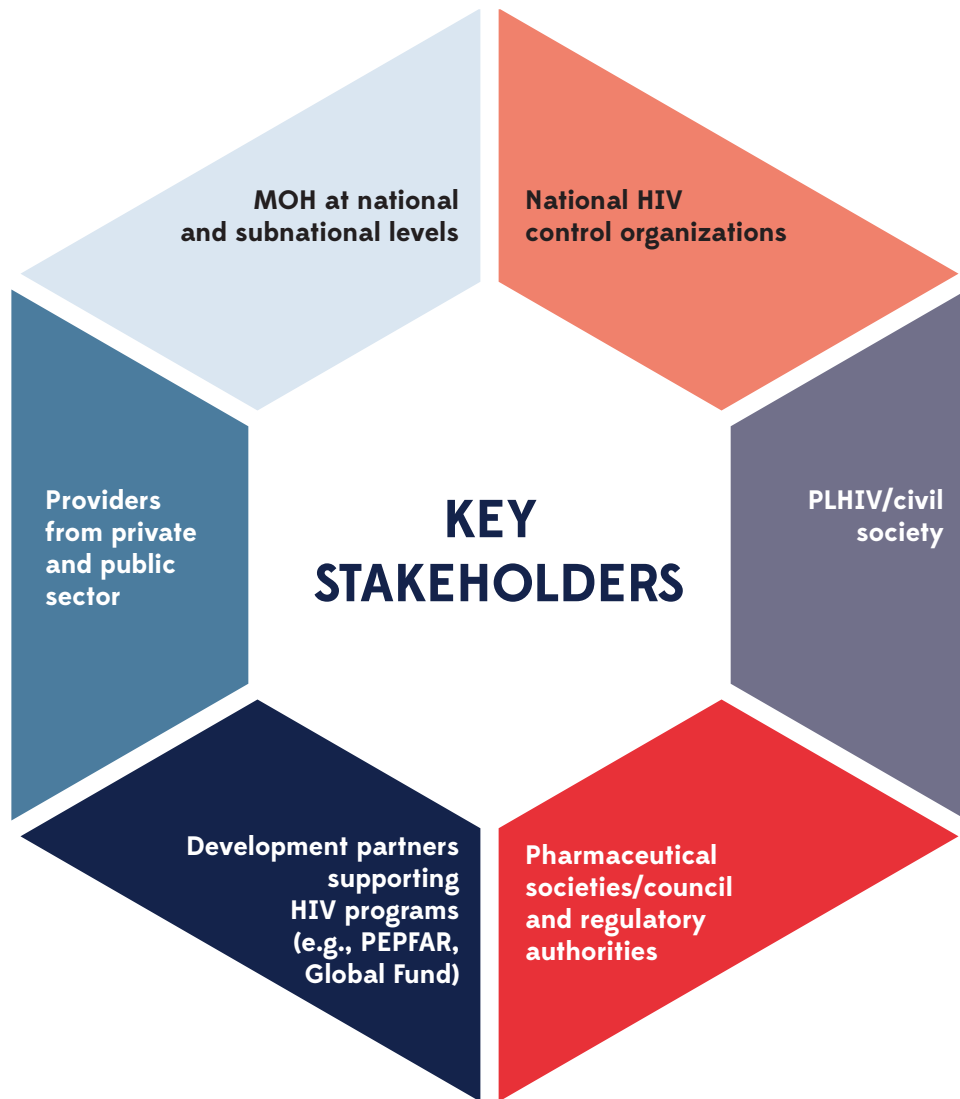 MOH at national
and subnational levels
National HIV
control organizations
Providers
from private
and public
sector
KEY
STAKEHOLDERS
PLHIV/civil
society
Development partners
supporting
HIV programs
(e.g., PEPFAR,
Global Fund)
Pharmaceutical
societies/council
and regulatory
authorities